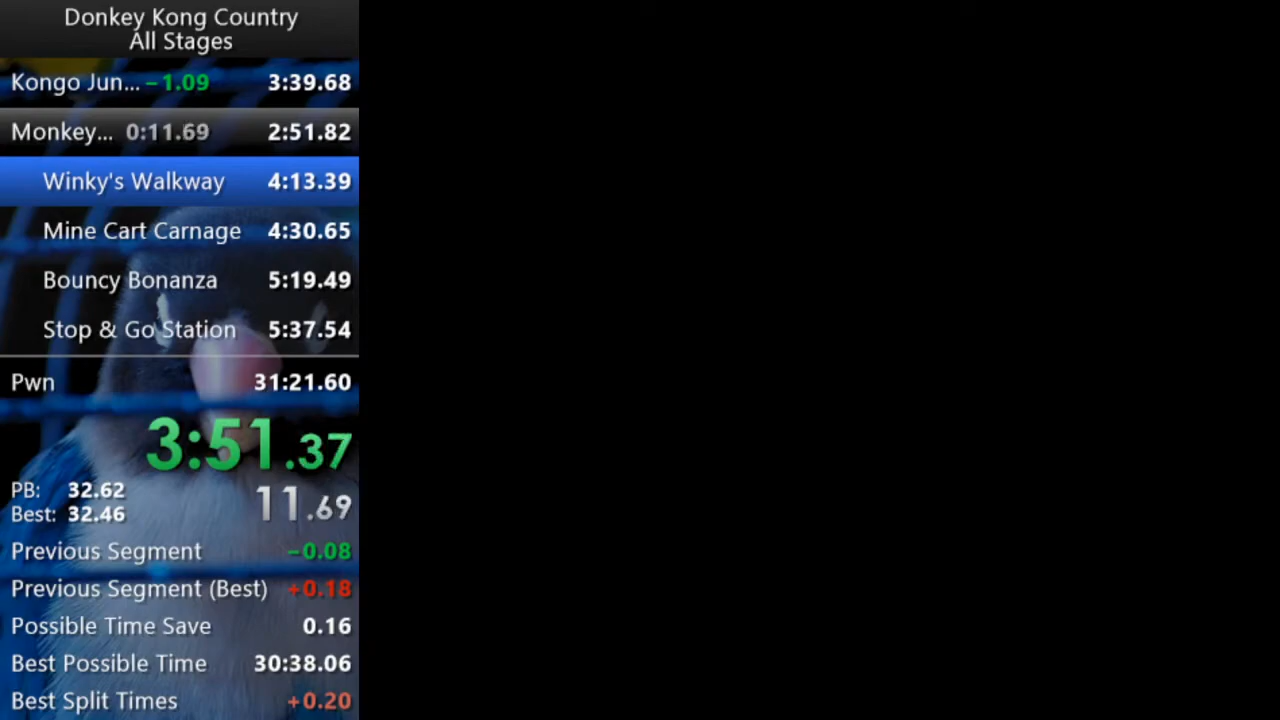 Donkey Kong Country
All Stages
Kongo Jun... −1.09 3:39.68
Monkey... 0:11.69 2:51.82
Winky's Walkway 4:13.39
Mine Cart Carnage 4:30.65
Bouncy Bonanza 5:19.49
Stop & Go Station 5:37.54
Pwn 31:21.60
3:51.37
PB: 32.62
Best: 32.46
11.69
Previous Segment −0.08
Previous Segment (Best) +0.18
Possible Time Save 0.16
Best Possible Time 30:38.06
Best Split Times +0.20